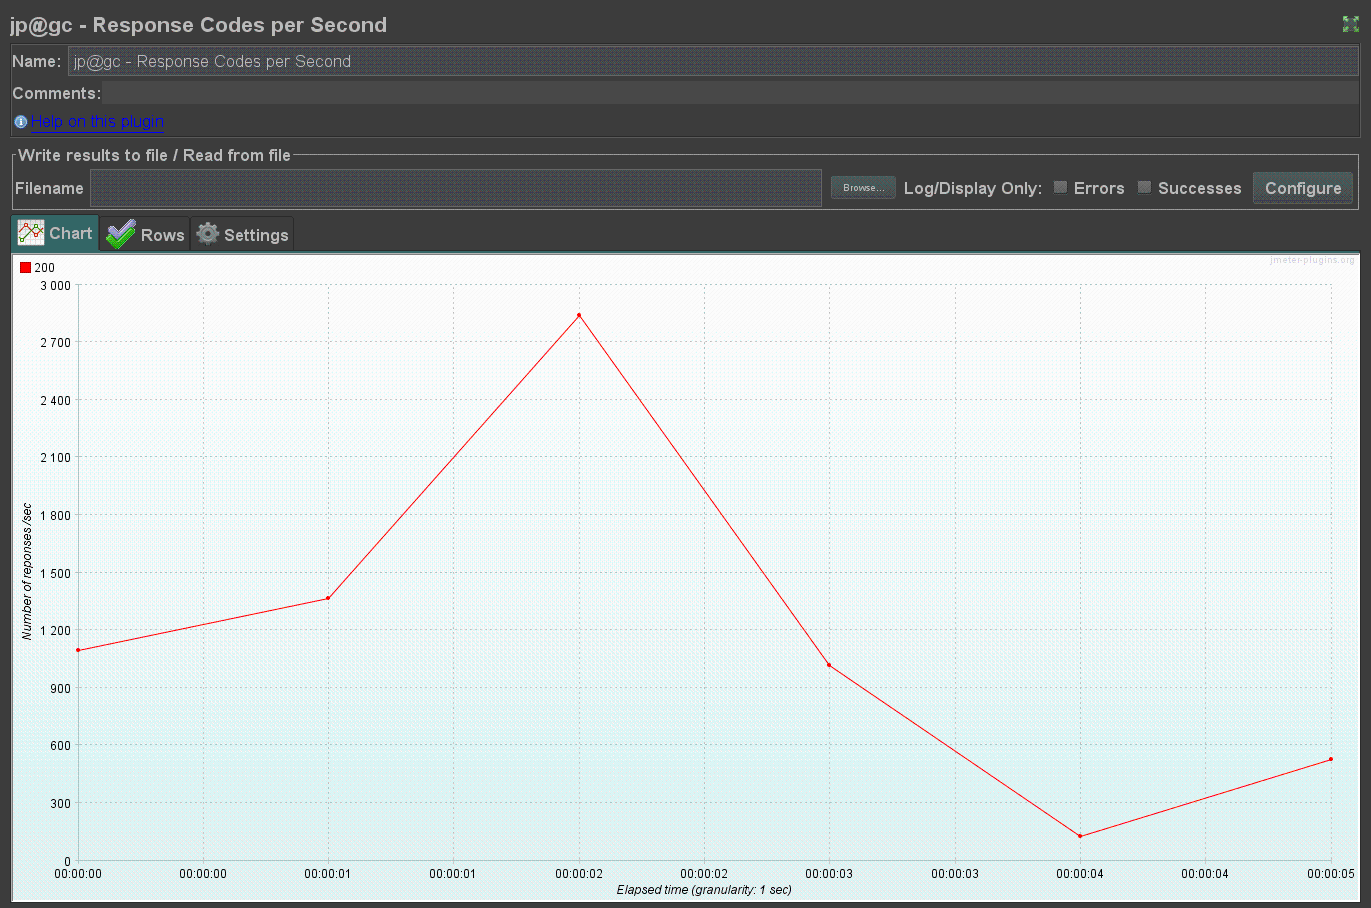 jp@gc - Response Codes per Second
Name: jp@gc - Response Codes per Second
Comments:
Help on this plugin
Write results to file / Read from file
Filename Browse... Log/Display Only: Errors Successes Configure
Chart Rows Settings
200 jmeter-plugins.org
3 000
2 700
2 400
2 100
1 800
1 500
1 200
900
600
300
0
Number of reponses /sec
00:00:00 00:00:00 00:00:01 00:00:01 00:00:02 00:00:02 00:00:03 00:00:03 00:00:04 00:00:04 00:00:05
Elapsed time (granularity: 1 sec)